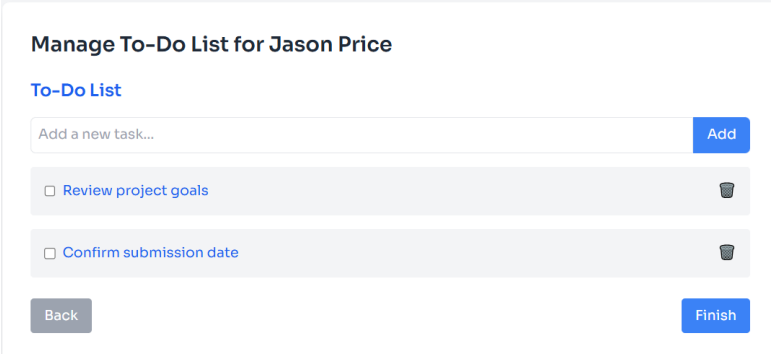 Manage To-Do List for Jason Price
To-Do List
Add a new task...
Add
Review project goals
Confirm submission date
Back
Finish